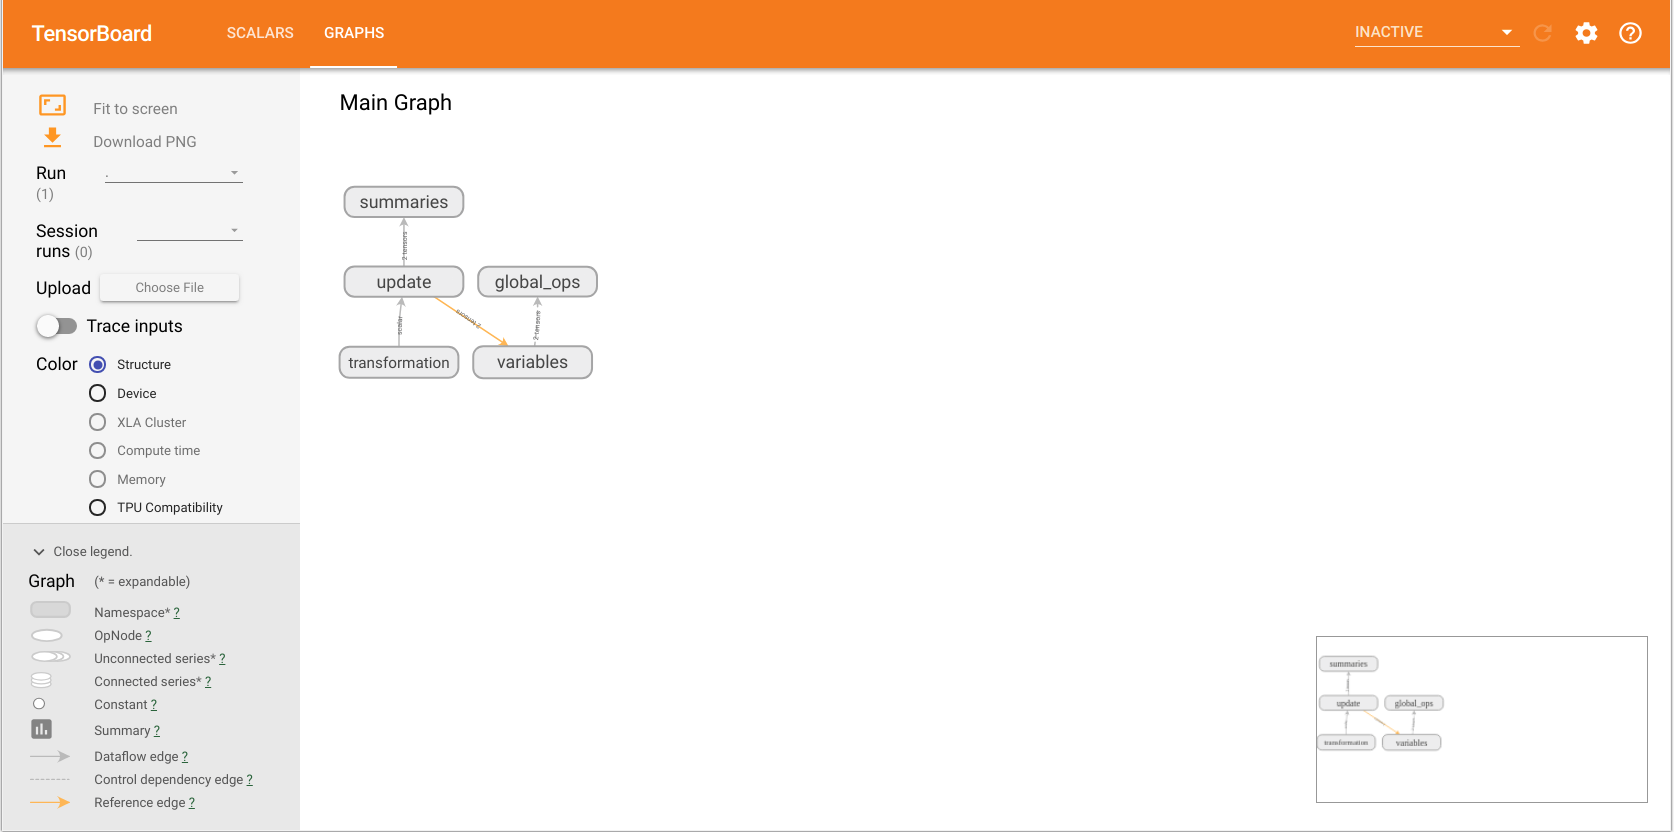 TensorBoard SCALARS GRAPHS INACTIVE
Fit to screen
Download PNG
Run
(1)
.
Session
runs (0)
Upload Choose File
Trace inputs
Color Structure
Device
XLA Cluster
Compute time
Memory
TPU Compatibility
Close legend.
Graph (* = expandable)
Namespace* ?
OpNode ?
Unconnected series* ?
Connected series* ?
Constant ?
Summary ?
Dataflow edge ?
Control dependency edge ?
Reference edge ?
Main Graph
summaries
2 tensors
update global_ops
scalar 2 tensors 2 tensors
transformation variables
summaries
update global_ops
transformation variables